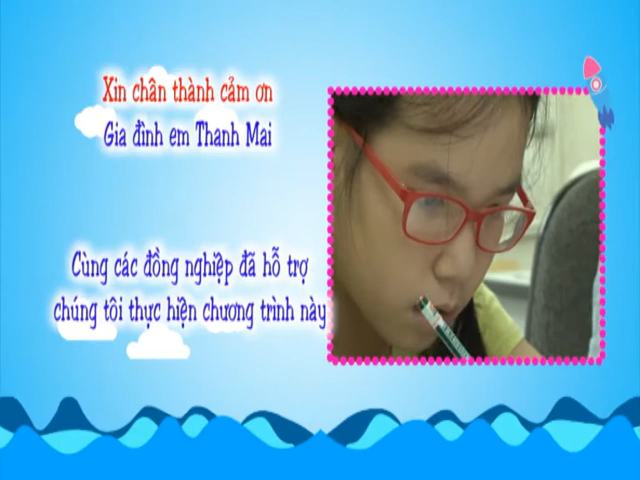 Xin chân thành cảm ơn
Gia đình em Thanh Mai
Cùng các đồng nghiệp đã hỗ trợ
chúng tôi thực hiện chương trình này